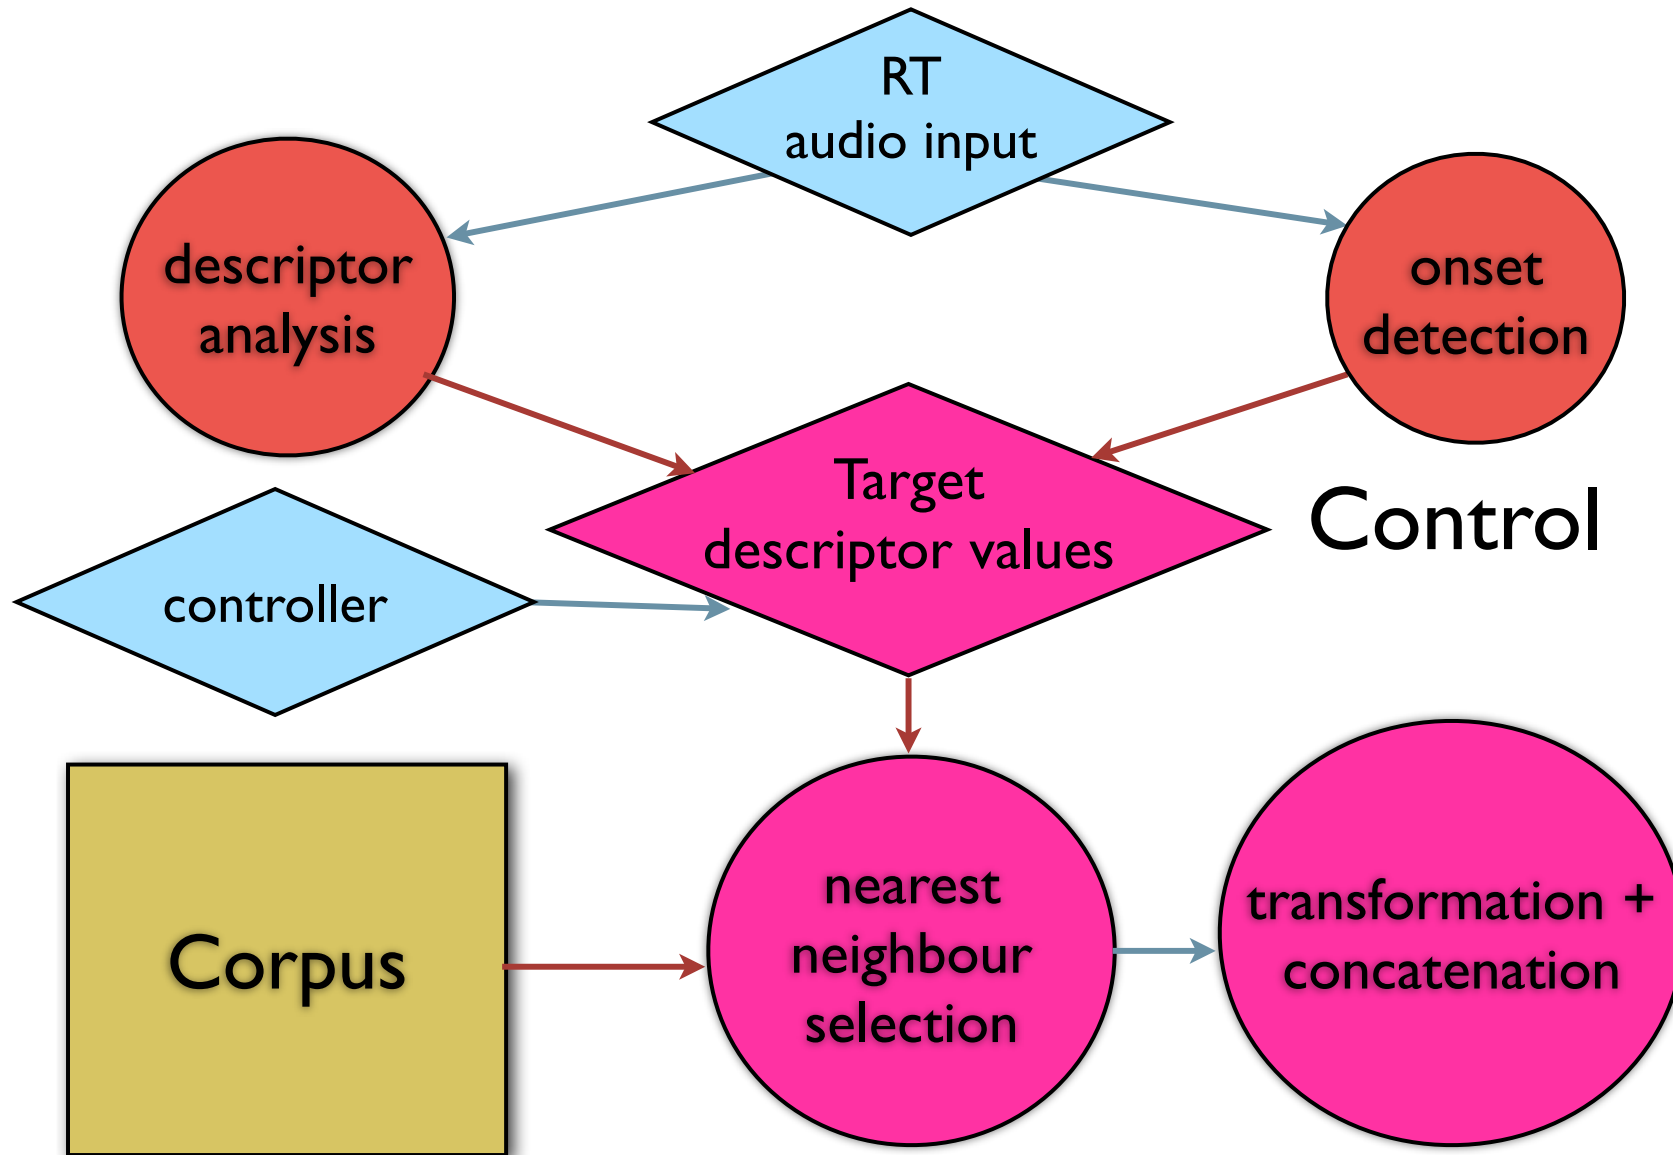 RT
audio input
descriptor
analysis
onset
detection
Target
descriptor values
Control
controller
Corpus
nearest
neighbour
selection
transformation +
concatenation